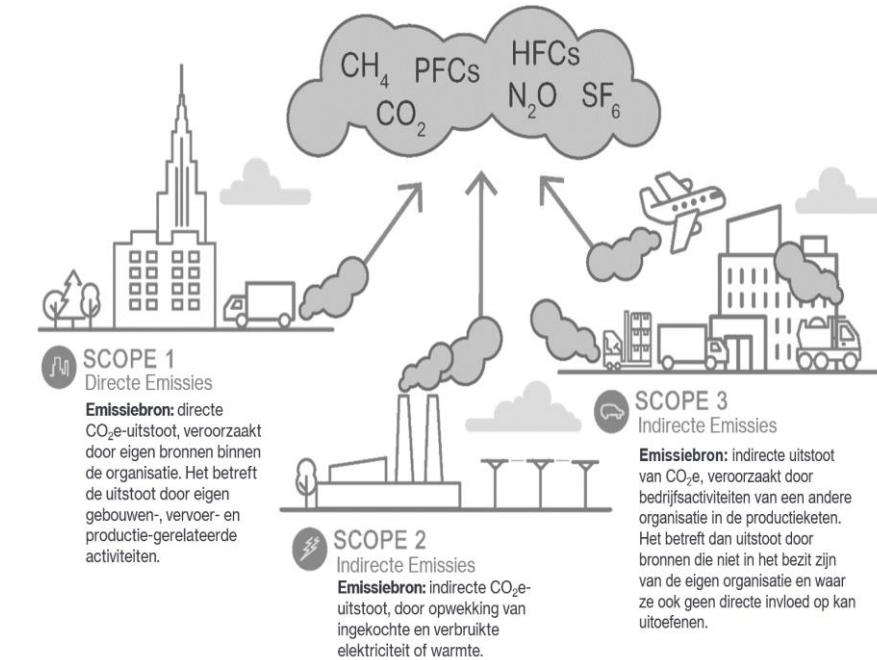 CH₄ PFCs HFCs
CO₂ N₂O SF₆
SCOPE 1
Directe Emissies
Emissiebron: directe
CO₂e-uitstoot, veroorzaakt
door eigen bronnen binnen
de organisatie. Het betreft
de uitstoot door eigen
gebouwen-, vervoer- en
productie-gerelateerde
activiteiten.
SCOPE 2
Indirecte Emissies
Emissiebron: indirecte CO₂e-
uitstoot, door opwekking van
ingekochte en verbruikte
elektriciteit of warmte.
SCOPE 3
Indirecte Emissies
Emissiebron: indirecte uitstoot
van CO₂e, veroorzaakt door
bedrijfsactiviteiten van een andere
organisatie in de productieketen.
Het betreft dan uitstoot door
bronnen die niet in het bezit zijn
van de eigen organisatie en waar
ze ook geen directe invloed op kan
uitoefenen.